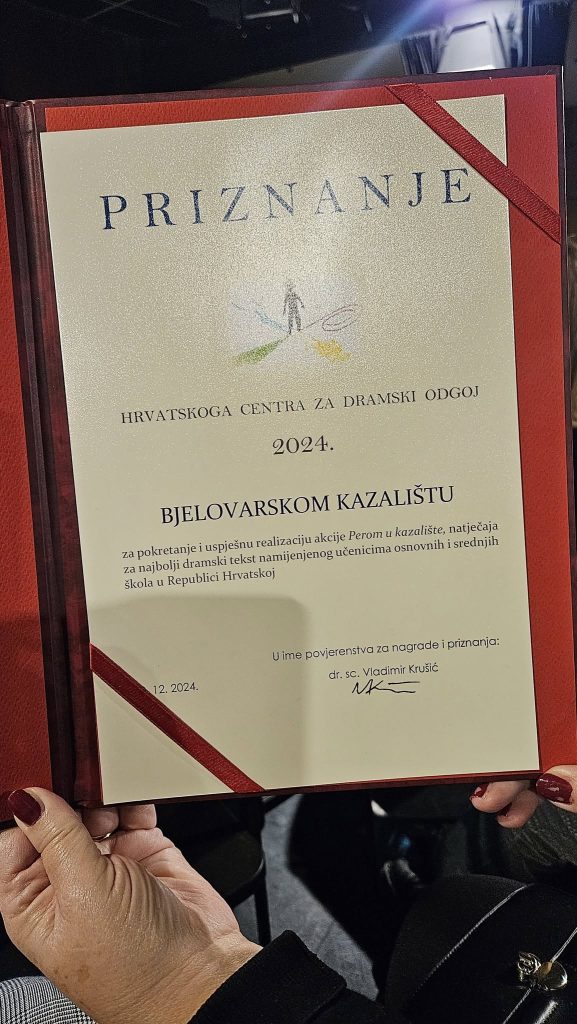 PRIZNANJE
HRVATSKOGA CENTRA ZA DRAMSKI ODGOJ
2024.
BJELOVARSKOM KAZALIŠTU
za pokretanje i uspješnu realizaciju akcije Perom u kazalište, natječaja
za najbolji dramski tekst namijenjenog učenicima osnovnih i srednjih
škola u Republici Hrvatskoj
U ime povjerenstva za nagrade i priznanja:
dr. sc. Vladimir Krušić
12. 2024.